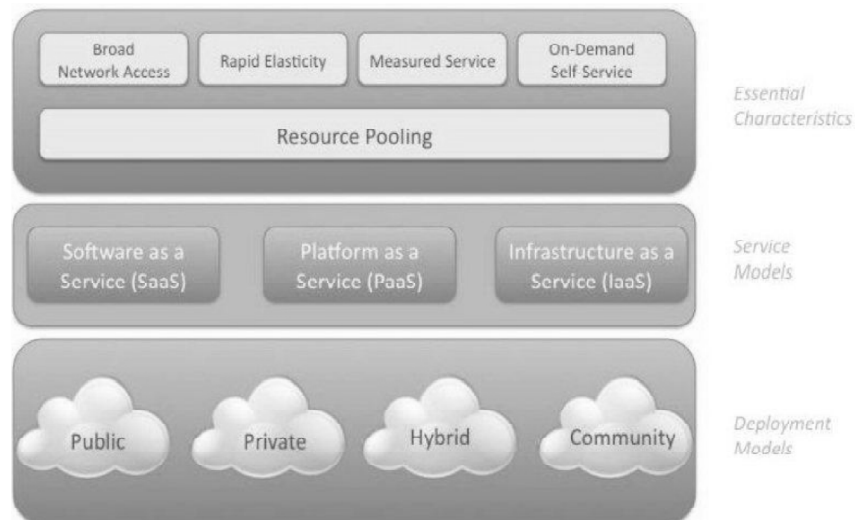 Broad
Network Access
Rapid Elasticity
Measured Service
On-Demand
Self Service
Resource Pooling
Essential
Characteristics
Software as a
Service (SaaS)
Platform as a
Service (PaaS)
Infrastructure as a
Service (IaaS)
Service
Models
Public
Private
Hybrid
Community
Deployment
Models